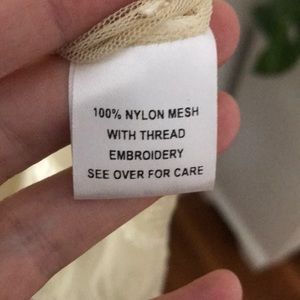 100% NYLON MESH
WITH THREAD
EMBROIDERY
SEE OVER FOR CARE